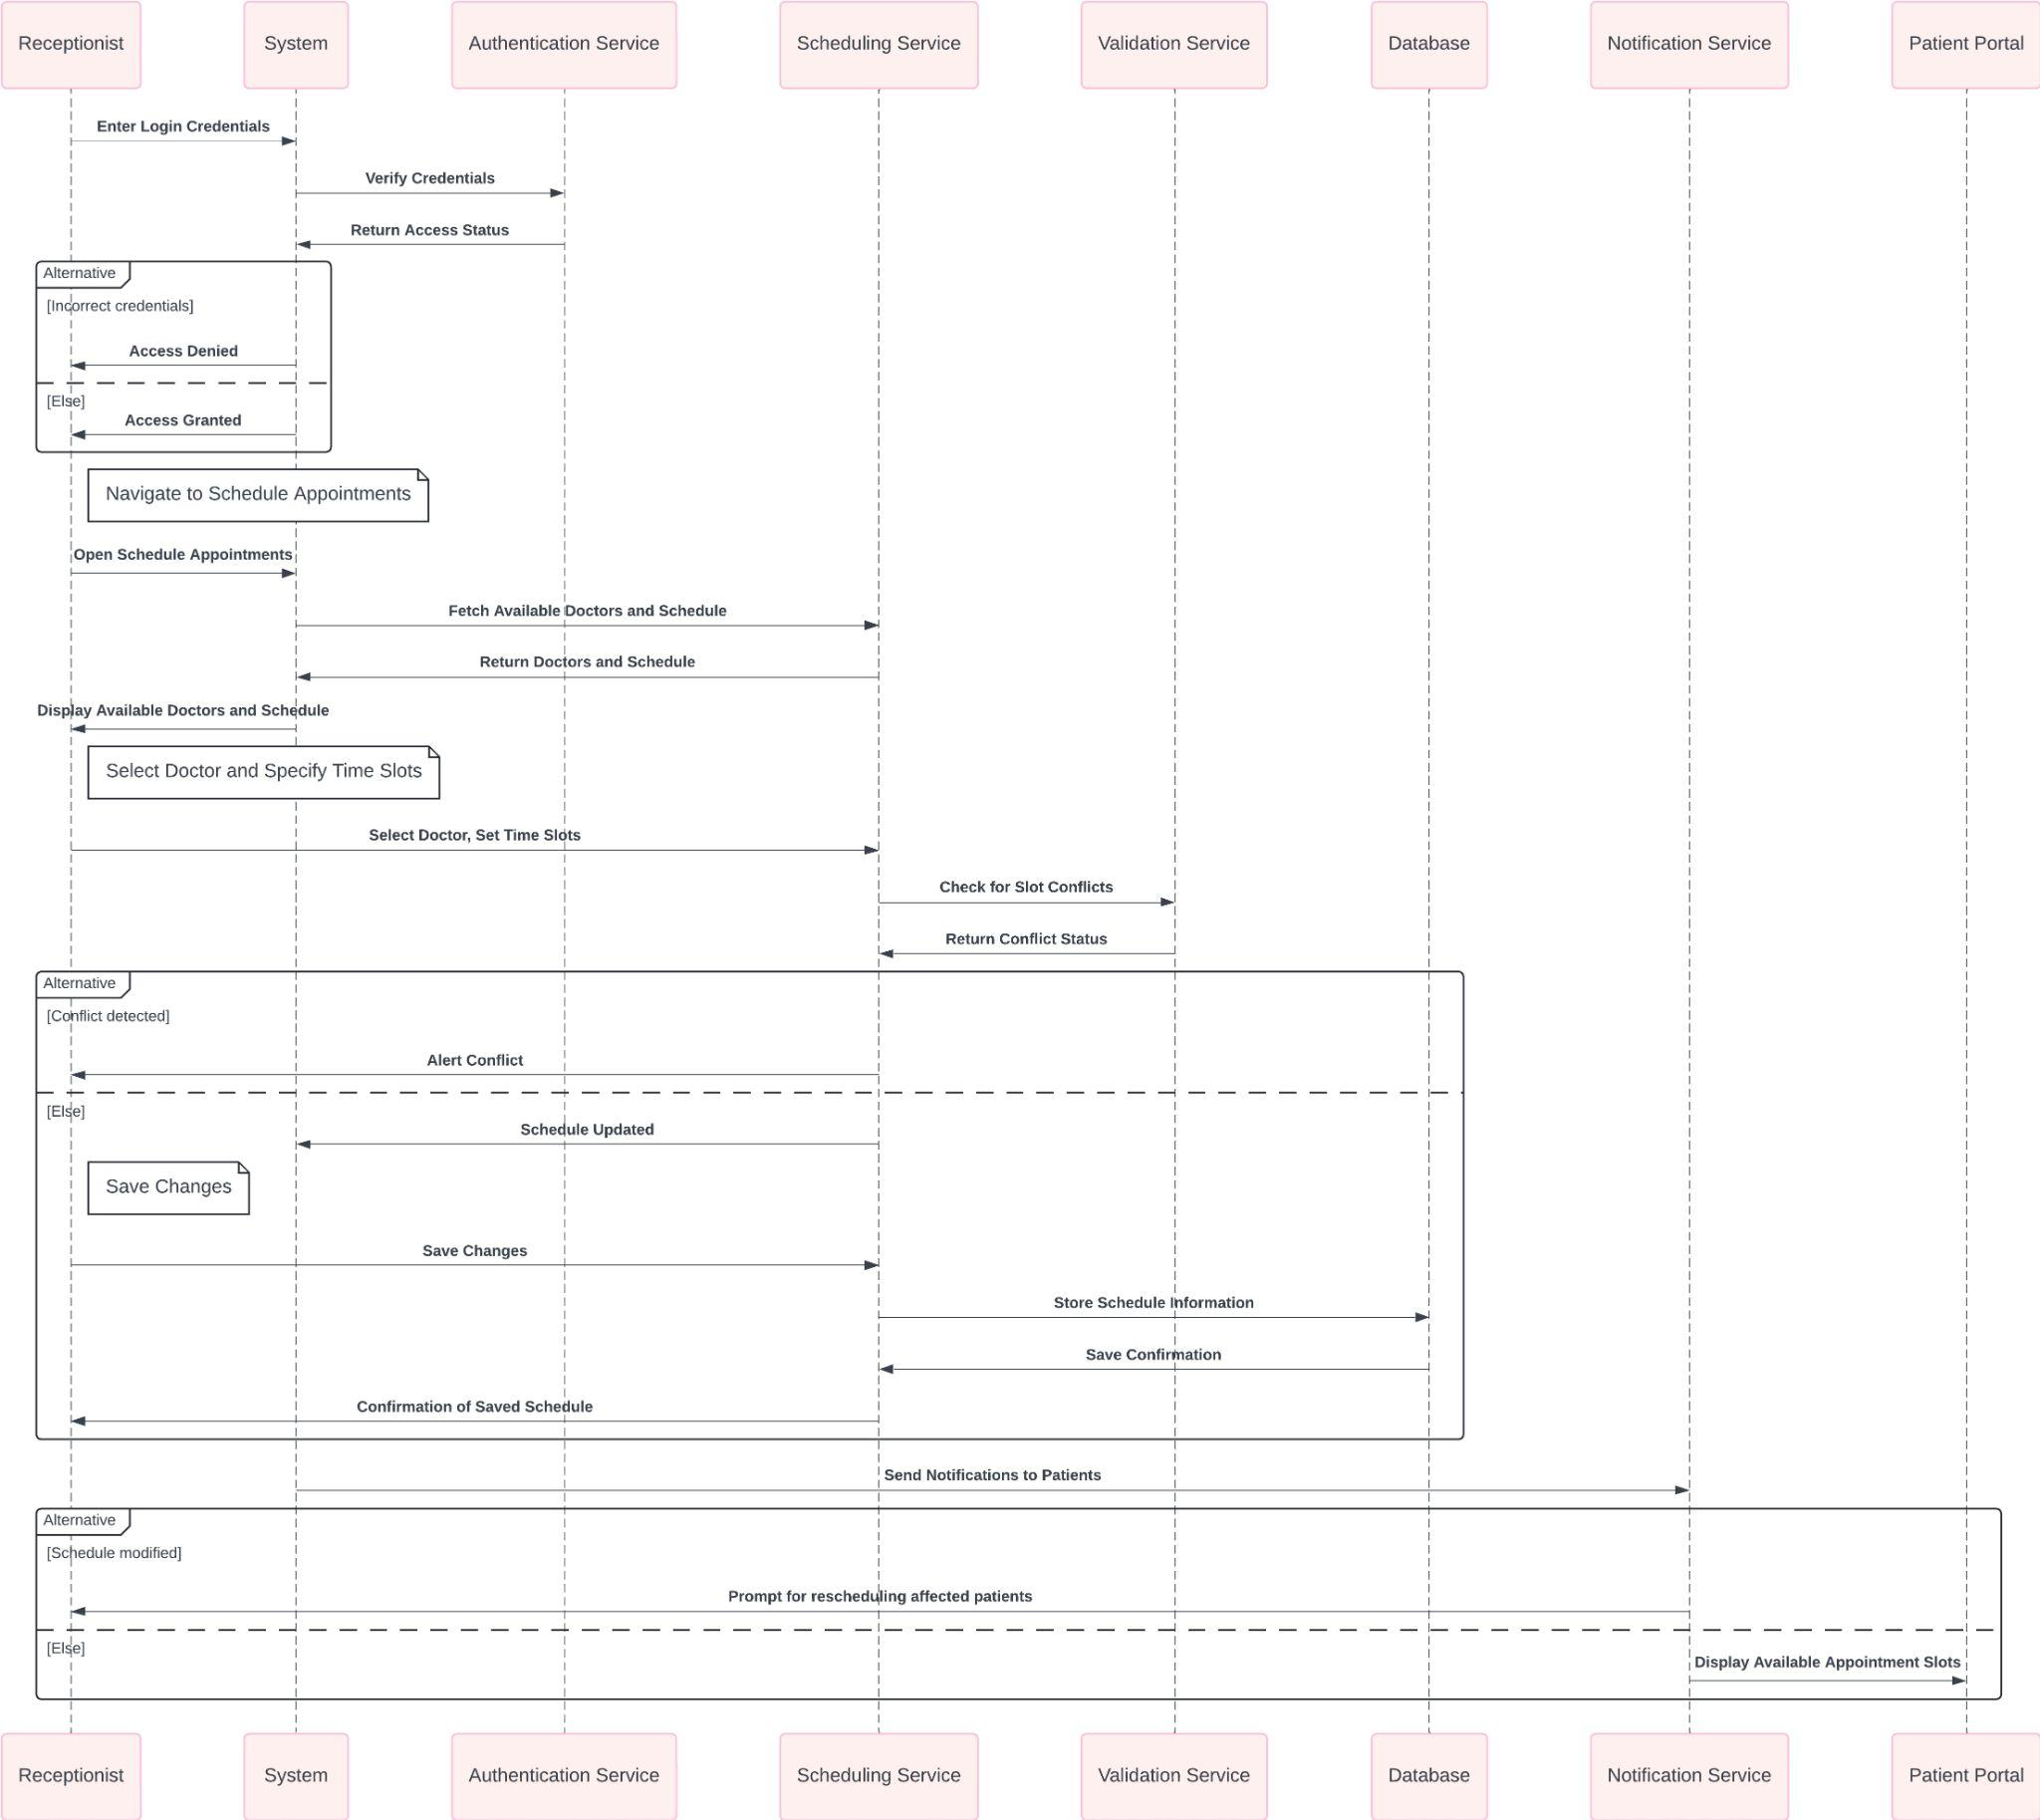 Receptionist
System
Authentication Service
Scheduling Service
Validation Service
Database
Notification Service
Patient Portal
Enter Login Credentials
Verify Credentials
Return Access Status
Alternative
[Incorrect credentials]
Access Denied
[Else]
Access Granted
Navigate to Schedule Appointments
Open Schedule Appointments
Fetch Available Doctors and Schedule
Return Doctors and Schedule
Display Available Doctors and Schedule
Select Doctor and Specify Time Slots
Select Doctor, Set Time Slots
Check for Slot Conflicts
Return Conflict Status
Alternative
[Conflict detected]
Alert Conflict
[Else]
Schedule Updated
Save Changes
Save Changes
Store Schedule Information
Save Confirmation
Confirmation of Saved Schedule
Send Notifications to Patients
Alternative
[Schedule modified]
Prompt for rescheduling affected patients
[Else]
Display Available Appointment Slots
Receptionist
System
Authentication Service
Scheduling Service
Validation Service
Database
Notification Service
Patient Portal